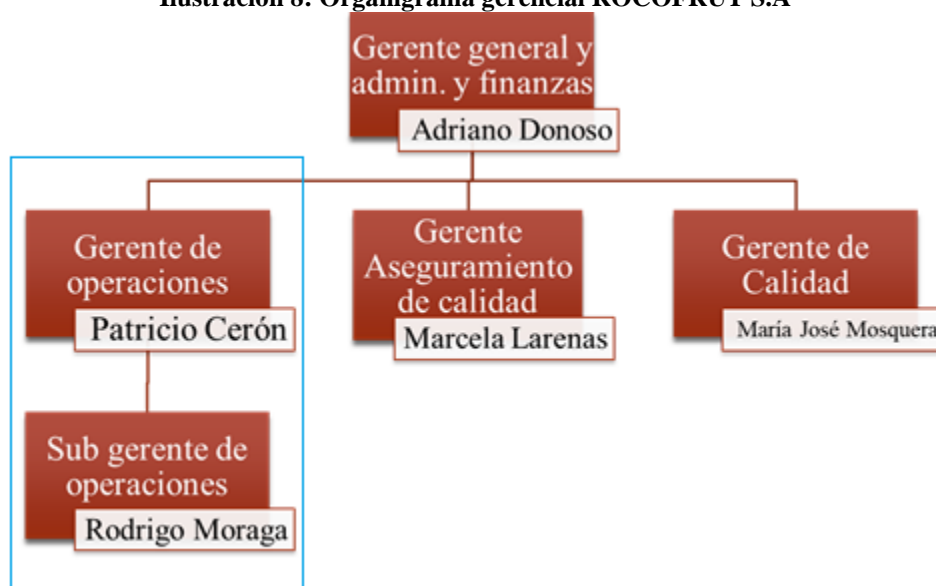 Ilustración 8: Organigrama gerencial ROCOFRUT S.A
Gerente general y
admin. y finanzas
Adriano Donoso
Gerente de
operaciones
Patricio Cerón
Gerente
Aseguramiento
de calidad
Marcela Larenas
Gerente de
Calidad
María José Mosquera
Sub gerente de
operaciones
Rodrigo Moraga